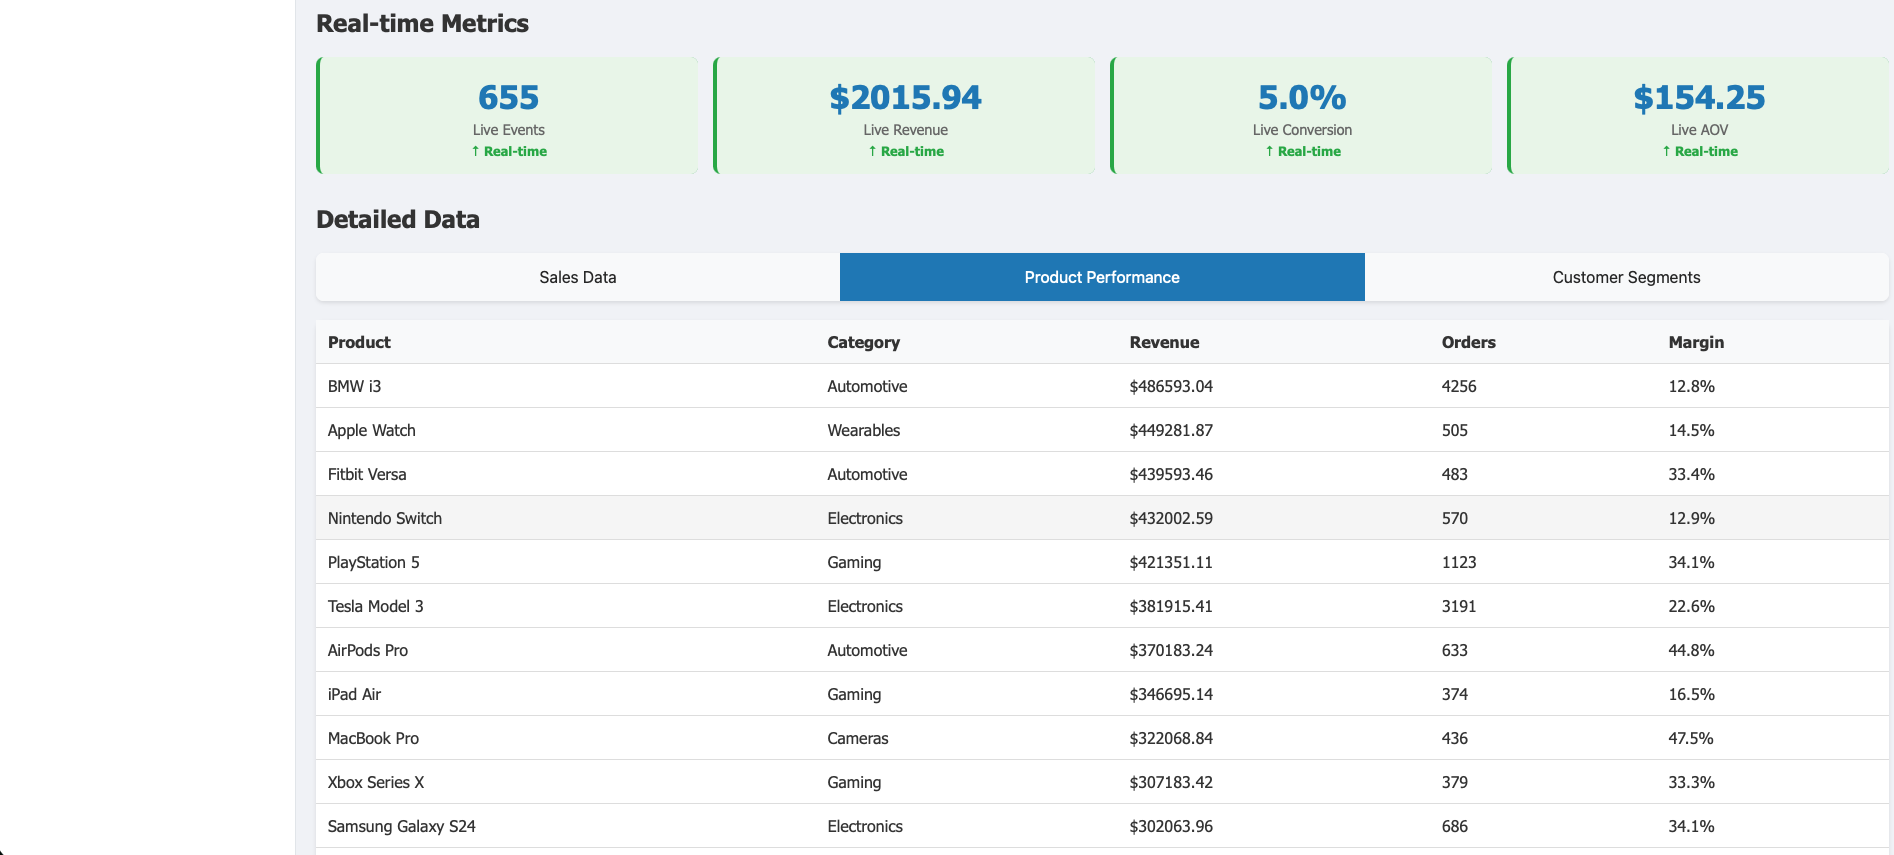 Real-time Metrics
655 $2015.94 5.0% $154.25
Live Events Live Revenue Live Conversion Live AOV
↑ Real-time ↑ Real-time ↑ Real-time ↑ Real-time
Detailed Data
Sales Data Product Performance Customer Segments
Product Category Revenue Orders Margin
BMW i3 Automotive $486593.04 4256 12.8%
Apple Watch Wearables $449281.87 505 14.5%
Fitbit Versa Automotive $439593.46 483 33.4%
Nintendo Switch Electronics $432002.59 570 12.9%
PlayStation 5 Gaming $421351.11 1123 34.1%
Tesla Model 3 Electronics $381915.41 3191 22.6%
AirPods Pro Automotive $370183.24 633 44.8%
iPad Air Gaming $346695.14 374 16.5%
MacBook Pro Cameras $322068.84 436 47.5%
Xbox Series X Gaming $307183.42 379 33.3%
Samsung Galaxy S24 Electronics $302063.96 686 34.1%